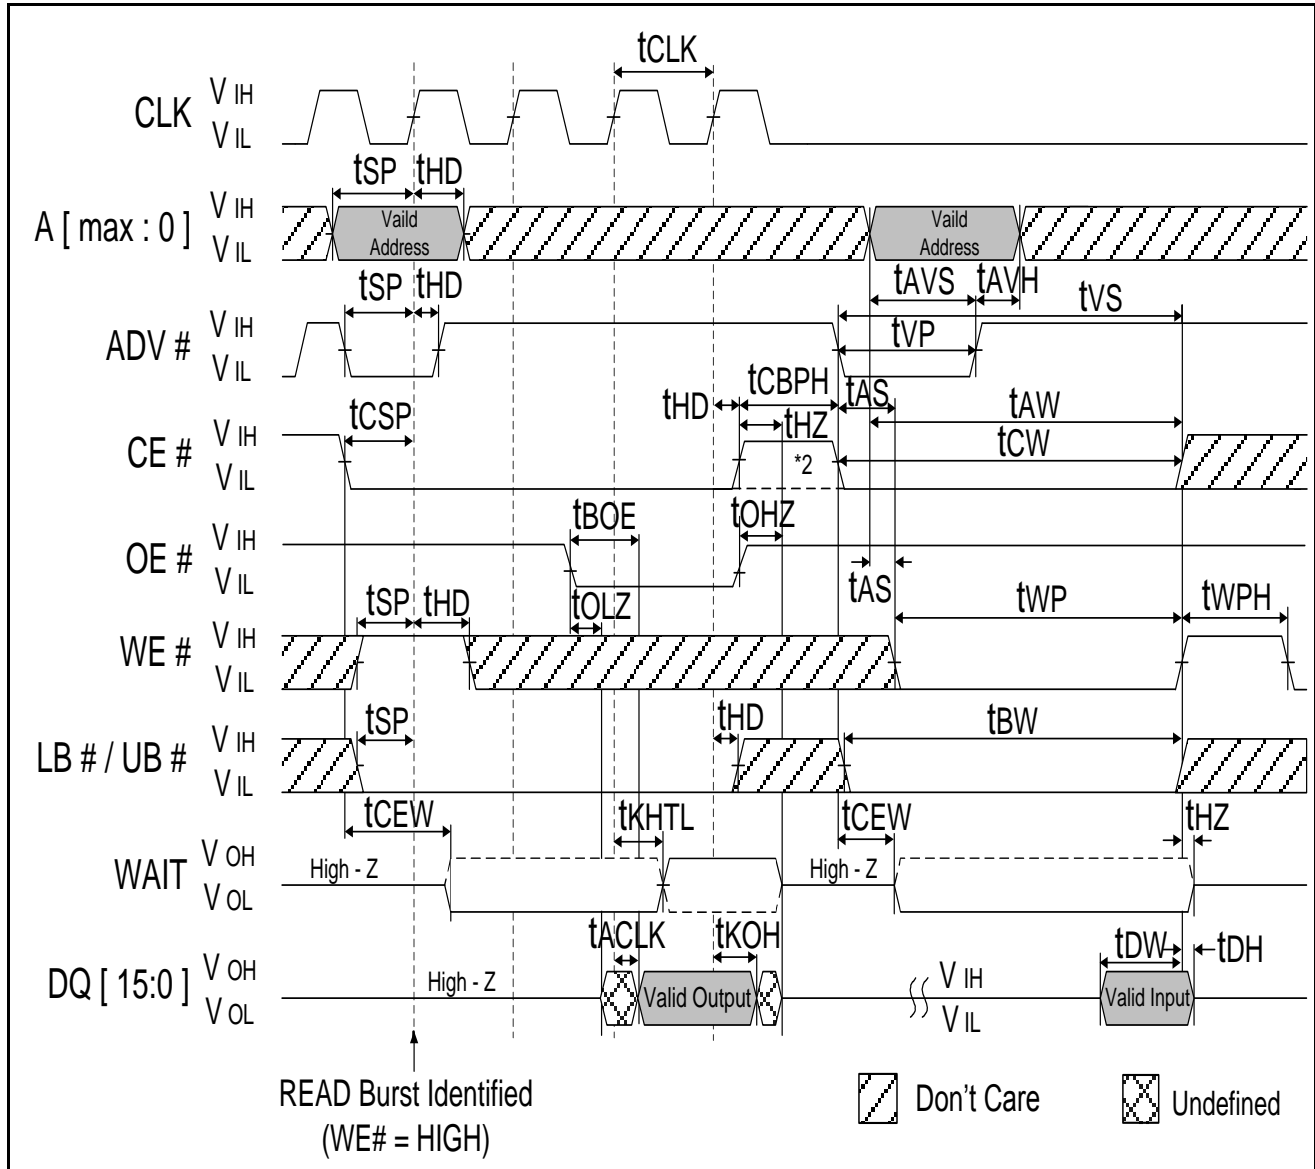 tCLK
CLK V IH
V IL
tSP tHD
A [ max : 0 ] V IH
V IL
Vaild
Address
Vaild
Address
tSP tHD
tAVS tAVH
tVS
ADV # V IH
V IL
tVP
tCBPH
tAS
tHD
tCSP
tHZ
tAW
CE # V IH
V IL
*2
tCW
tBOE
tOHZ
OE # V IH
V IL
tAS
tSP tHD
tOLZ
tWP
tWPH
WE # V IH
V IL
tSP
tHD
tBW
LB # / UB # V IH
V IL
tCEW
tKHTL
tCEW
tHZ
WAIT V OH
V OL
High - Z
High - Z
tACLK
tKOH
tDW
tDH
DQ [ 15:0 ] V OH
V OL
High - Z
Valid Output
V IH
V IL
Valid Input
READ Burst Identified
(WE# = HIGH)
Don't Care
Undefined